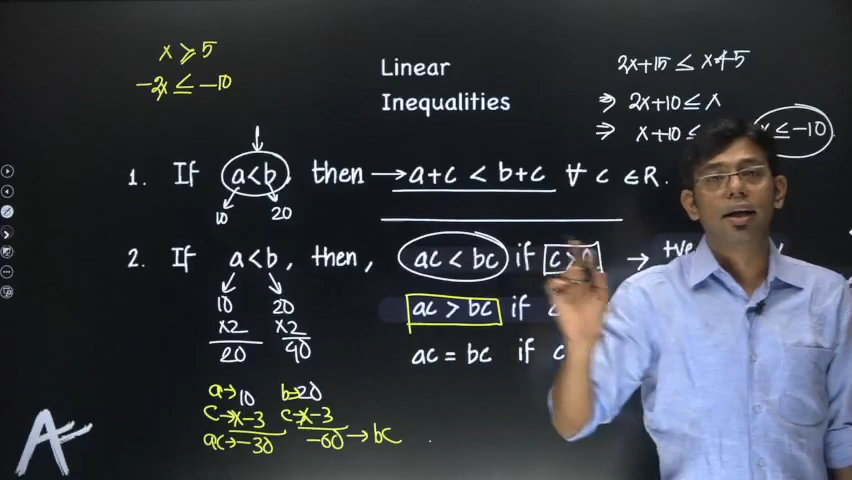 x ⩾ 5
-2x ≤ -10
Linear
Inequalities
2x+15 ≤ x+5
⇒ 2x+10 ≤ x
⇒ x+10 ≤
x ≤ -10
1. If a<b, then → a+c < b+c ∀ c ∈ R.
10 20
2. If a<b, then, ac < bc if c > → +ve
10 20
x2 x2
20 40
ac > bc if
ac = bc if c
a→ 10 b→ 20
c→ x-3 c→ x-3
ac→ -30 -60 → bc